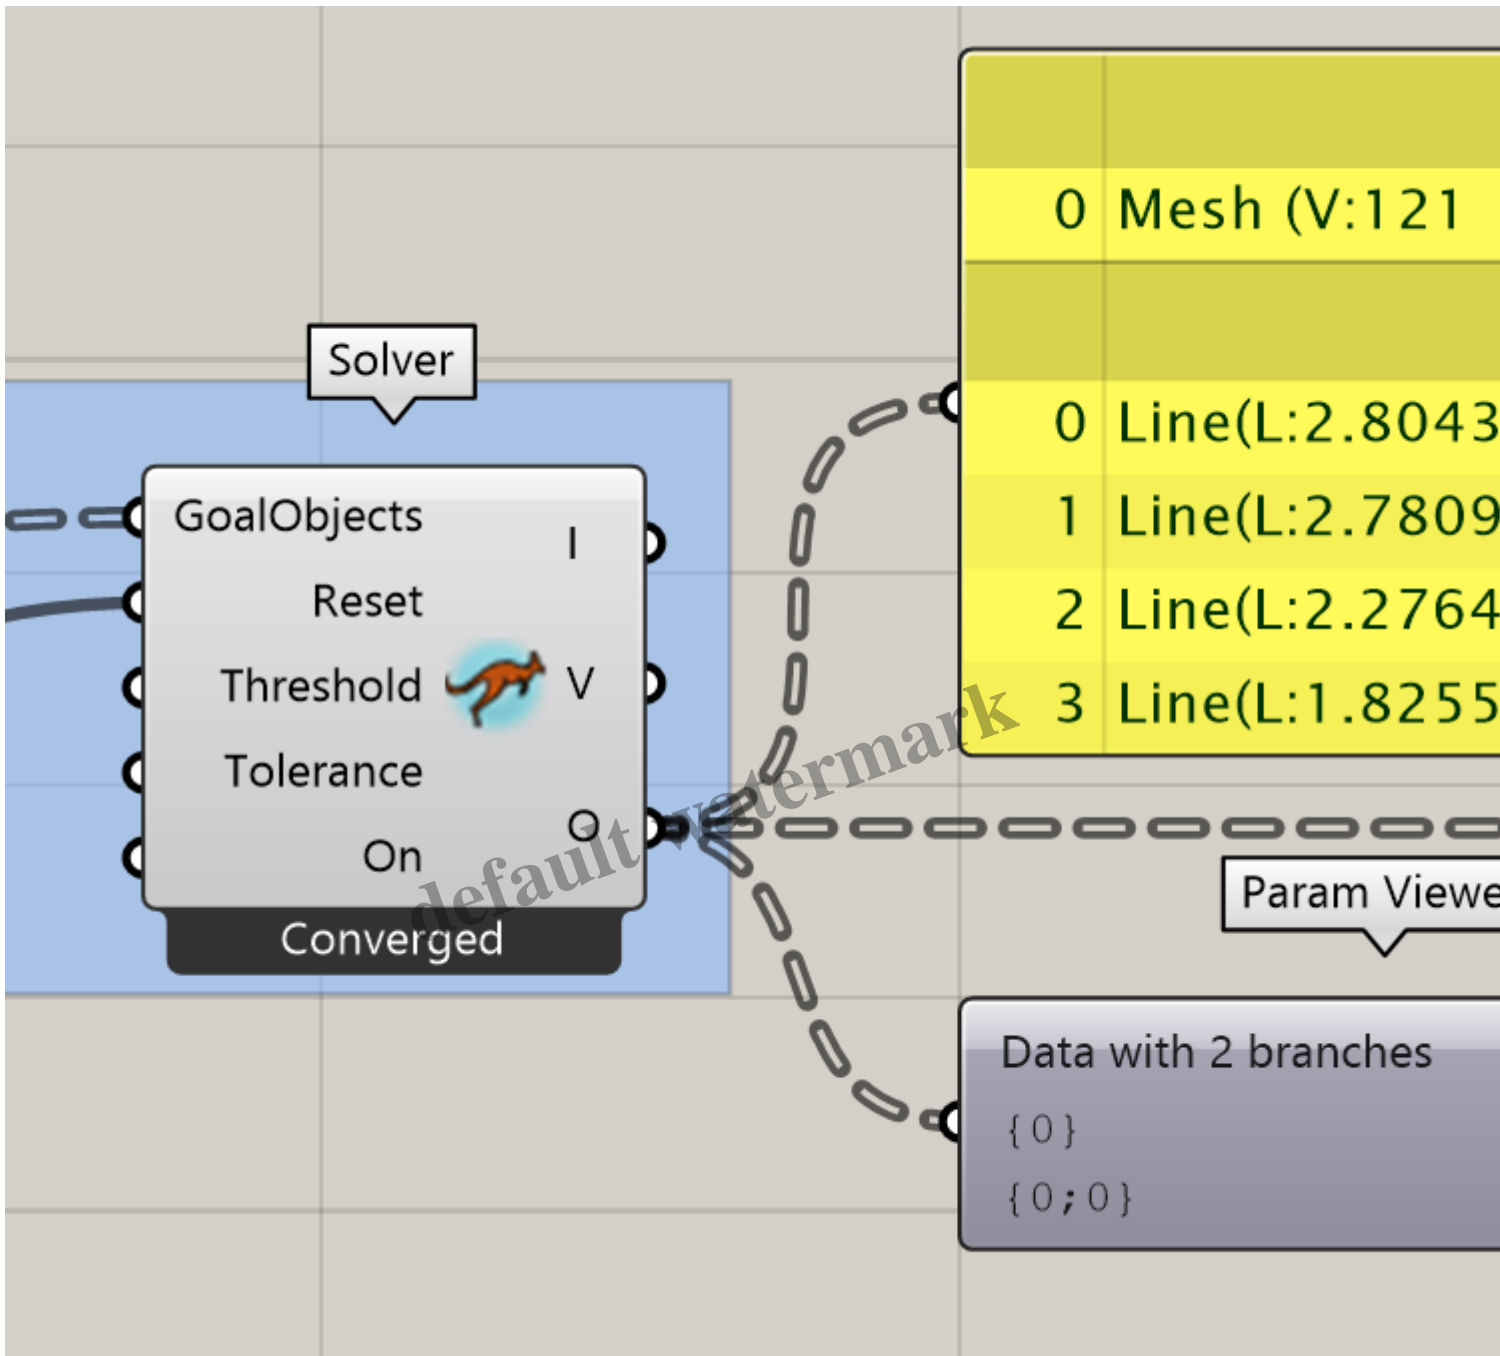 0 Mesh (V:121
Solver
0 Line(L:2.8043
1 Line(L:2.7809
2 Line(L:2.2764
3 Line(L:1.8255
GoalObjects
I
Reset
Threshold
V
Tolerance
O
On
Converged
default watermark
Param Viewe
Data with 2 branches
{0}
{0;0}